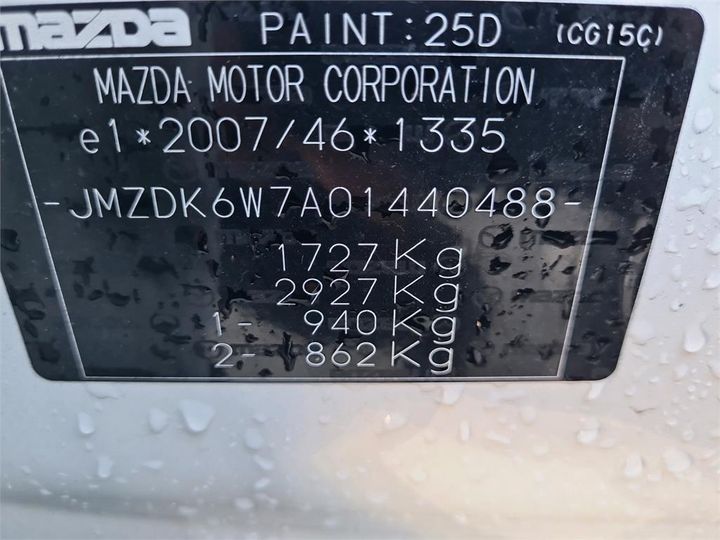 mazda PAINT:25D (CG15C)
MAZDA MOTOR CORPORATION
e1*2007/46*1335
-JMZDK6W7A01440488-
1727Kg
2927Kg
1- 940Kg
2- 862Kg